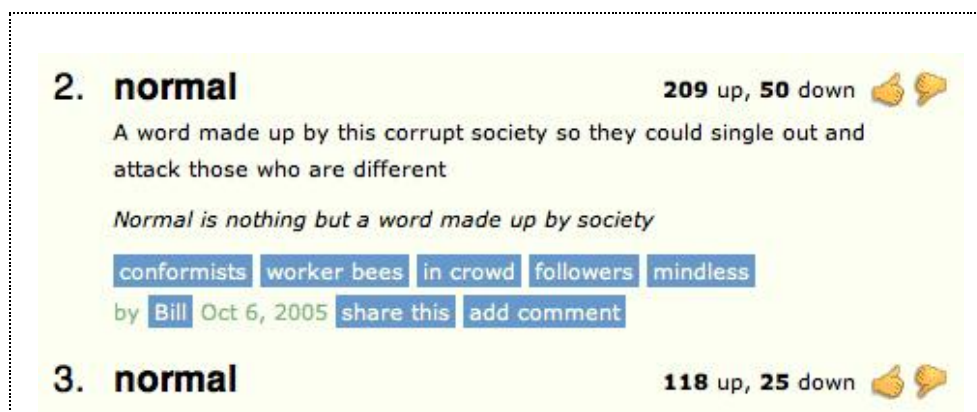 2. normal 209 up, 50 down
A word made up by this corrupt society so they could single out and
attack those who are different
Normal is nothing but a word made up by society
conformists worker bees in crowd followers mindless
by Bill Oct 6, 2005 share this add comment
3. normal 118 up, 25 down